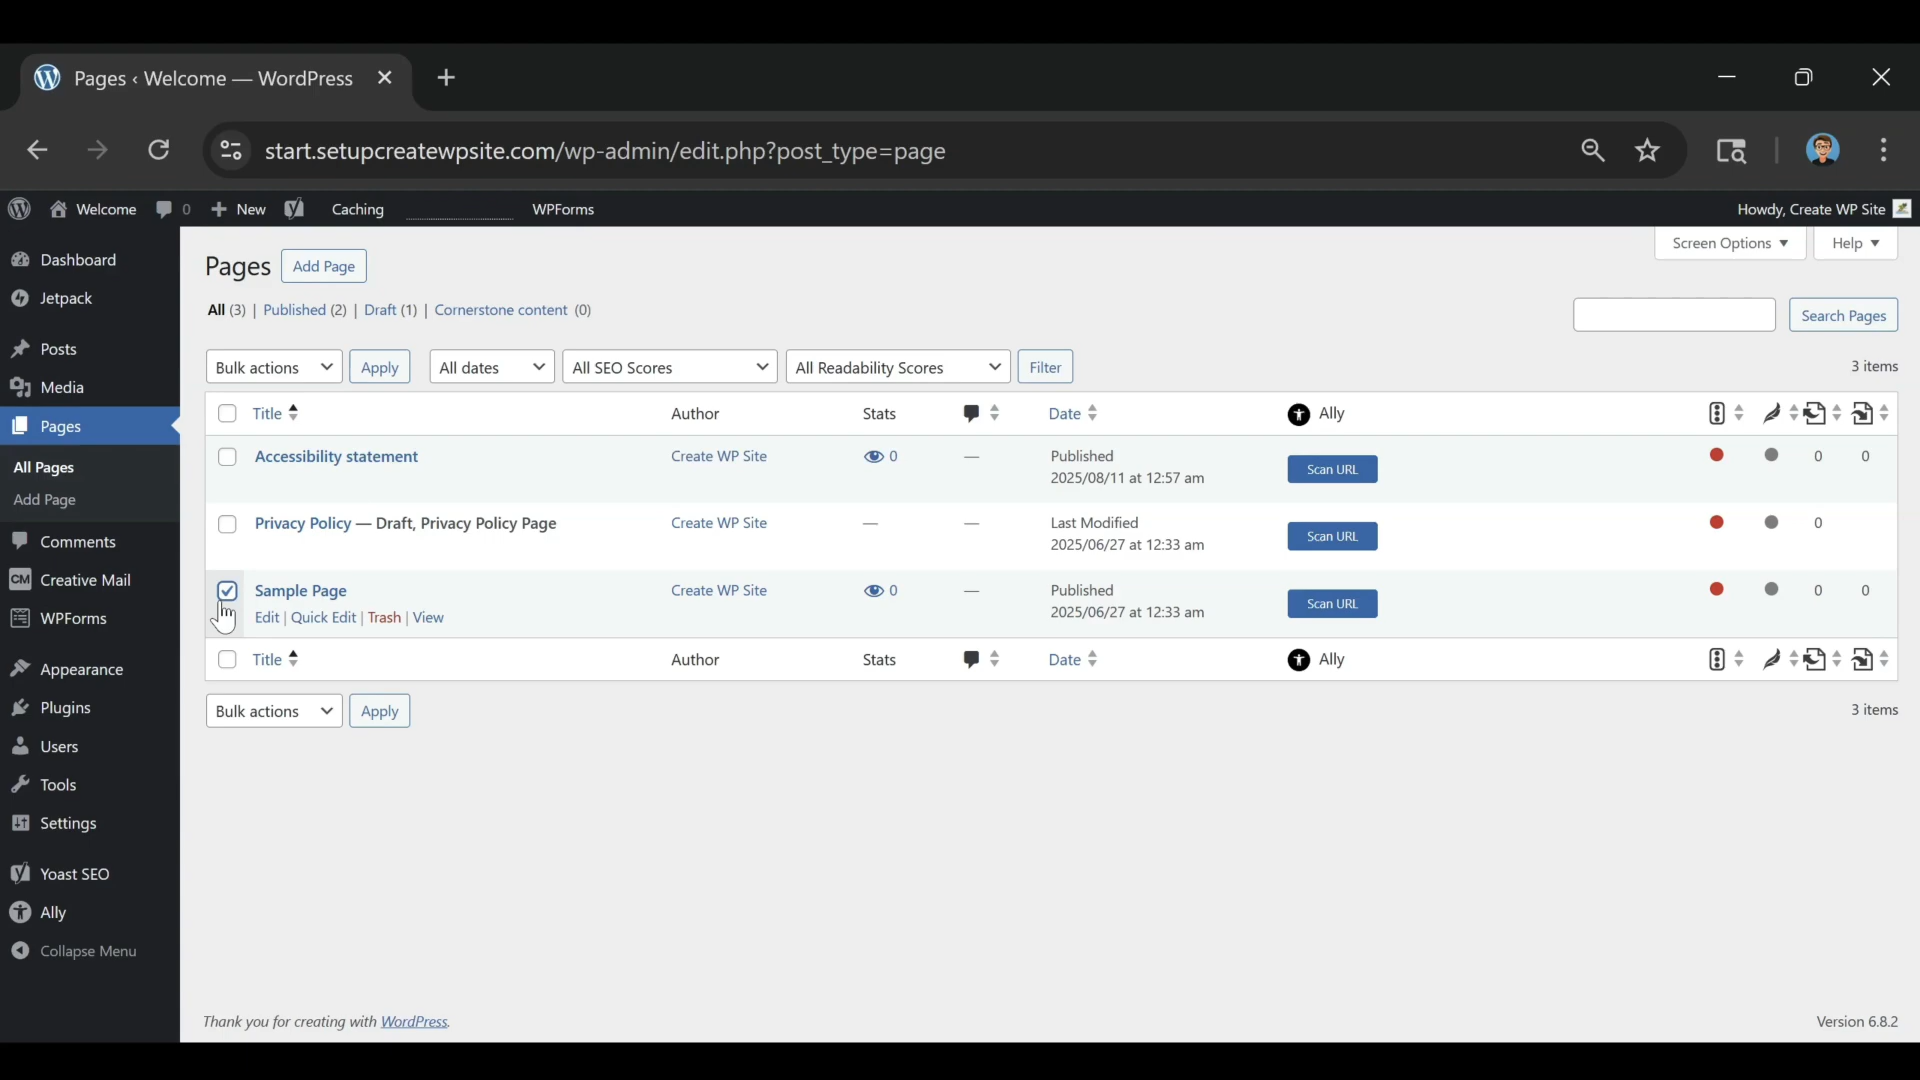 Pages ‹ Welcome — WordPress
start.setupcreatewpsite.com/wp-admin/edit.php?post_type=page
Welcome 0 New Caching WPForms Howdy, Create WP Site
Screen Options Help
Dashboard
Jetpack
Posts
Media
Pages
All Pages
Add Page
Comments
CM Creative Mail
WPForms
Appearance
Plugins
Users
Tools
Settings
Yoast SEO
Ally
Collapse Menu
Pages Add Page
All (3) | Published (2) | Draft (1) | Cornerstone content (0)
Search Pages
Bulk actions Apply All dates All SEO Scores All Readability Scores Filter 3 items
Title Author Stats Date Ally
Accessibility statement Create WP Site 0 — Published 2025/08/11 at 12:57 am Scan URL 0 0
Privacy Policy — Draft, Privacy Policy Page Create WP Site — — Last Modified 2025/06/27 at 12:33 am Scan URL 0
Sample Page Create WP Site 0 — Published 2025/06/27 at 12:33 am Scan URL 0 0
Edit | Quick Edit | Trash | View
Title Author Stats Date Ally
Bulk actions Apply 3 items
Thank you for creating with WordPress. Version 6.8.2